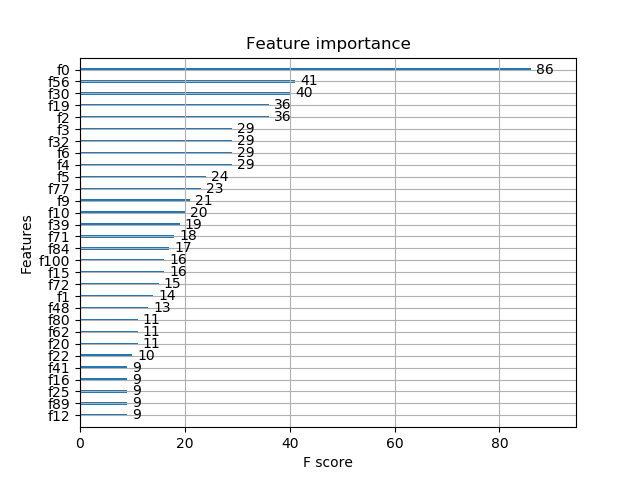 Feature importance
f0 86
f56 41
f30 40
f19 36
f2 36
f3 29
f32 29
f6 29
f4 29
f5 24
f77 23
f9 21
f10 20
f39 19
f71 18
f84 17
f100 16
f15 16
f72 15
f1 14
f48 13
f80 11
f62 11
f20 11
f22 10
f41 9
f16 9
f25 9
f89 9
f12 9
Features
0 20 40 60 80
F score